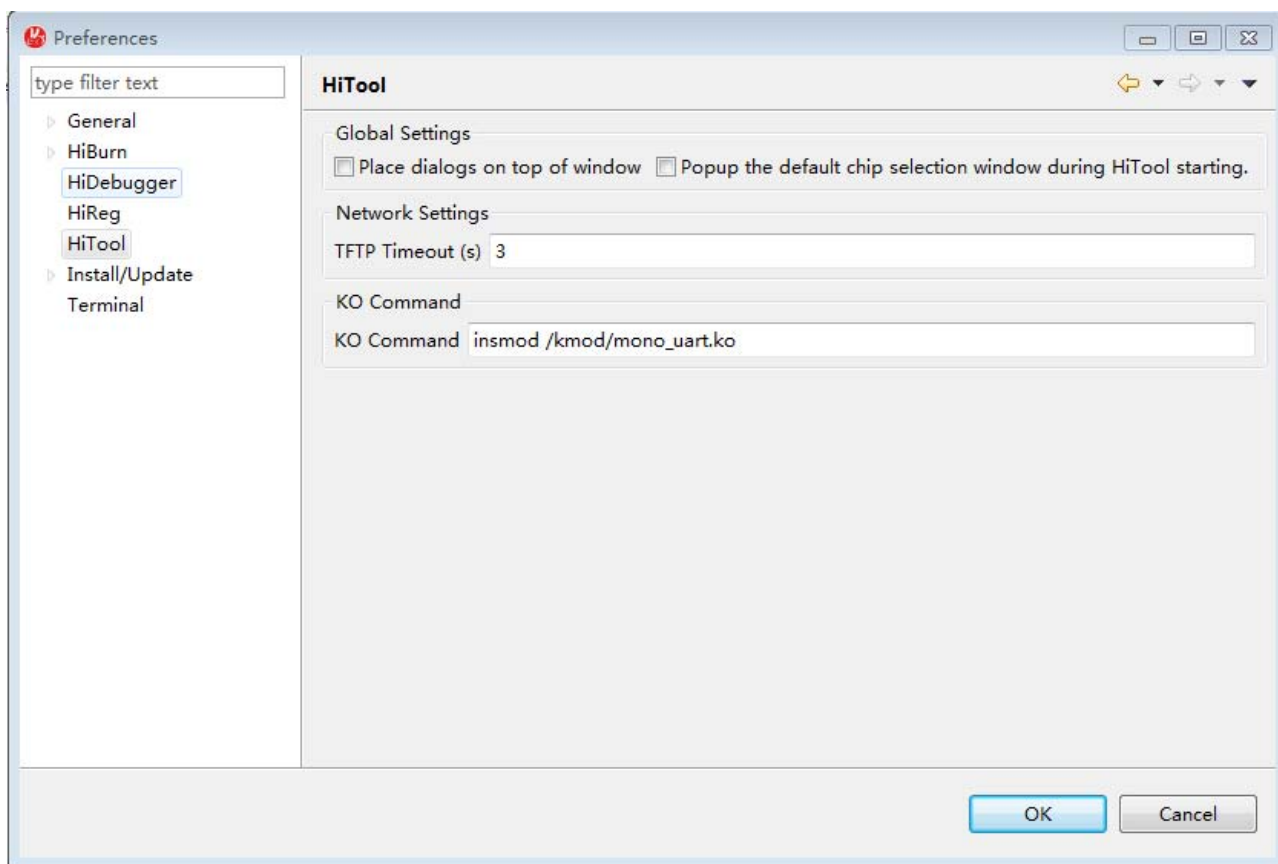 Preferences
type filter text
General
HiBurn
HiDebugger
HiReg
HiTool
Install/Update
Terminal
HiTool
Global Settings
Place dialogs on top of window Popup the default chip selection window during HiTool starting.
Network Settings
TFTP Timeout (s) 3
KO Command
KO Command insmod /kmod/mono_uart.ko
OK Cancel